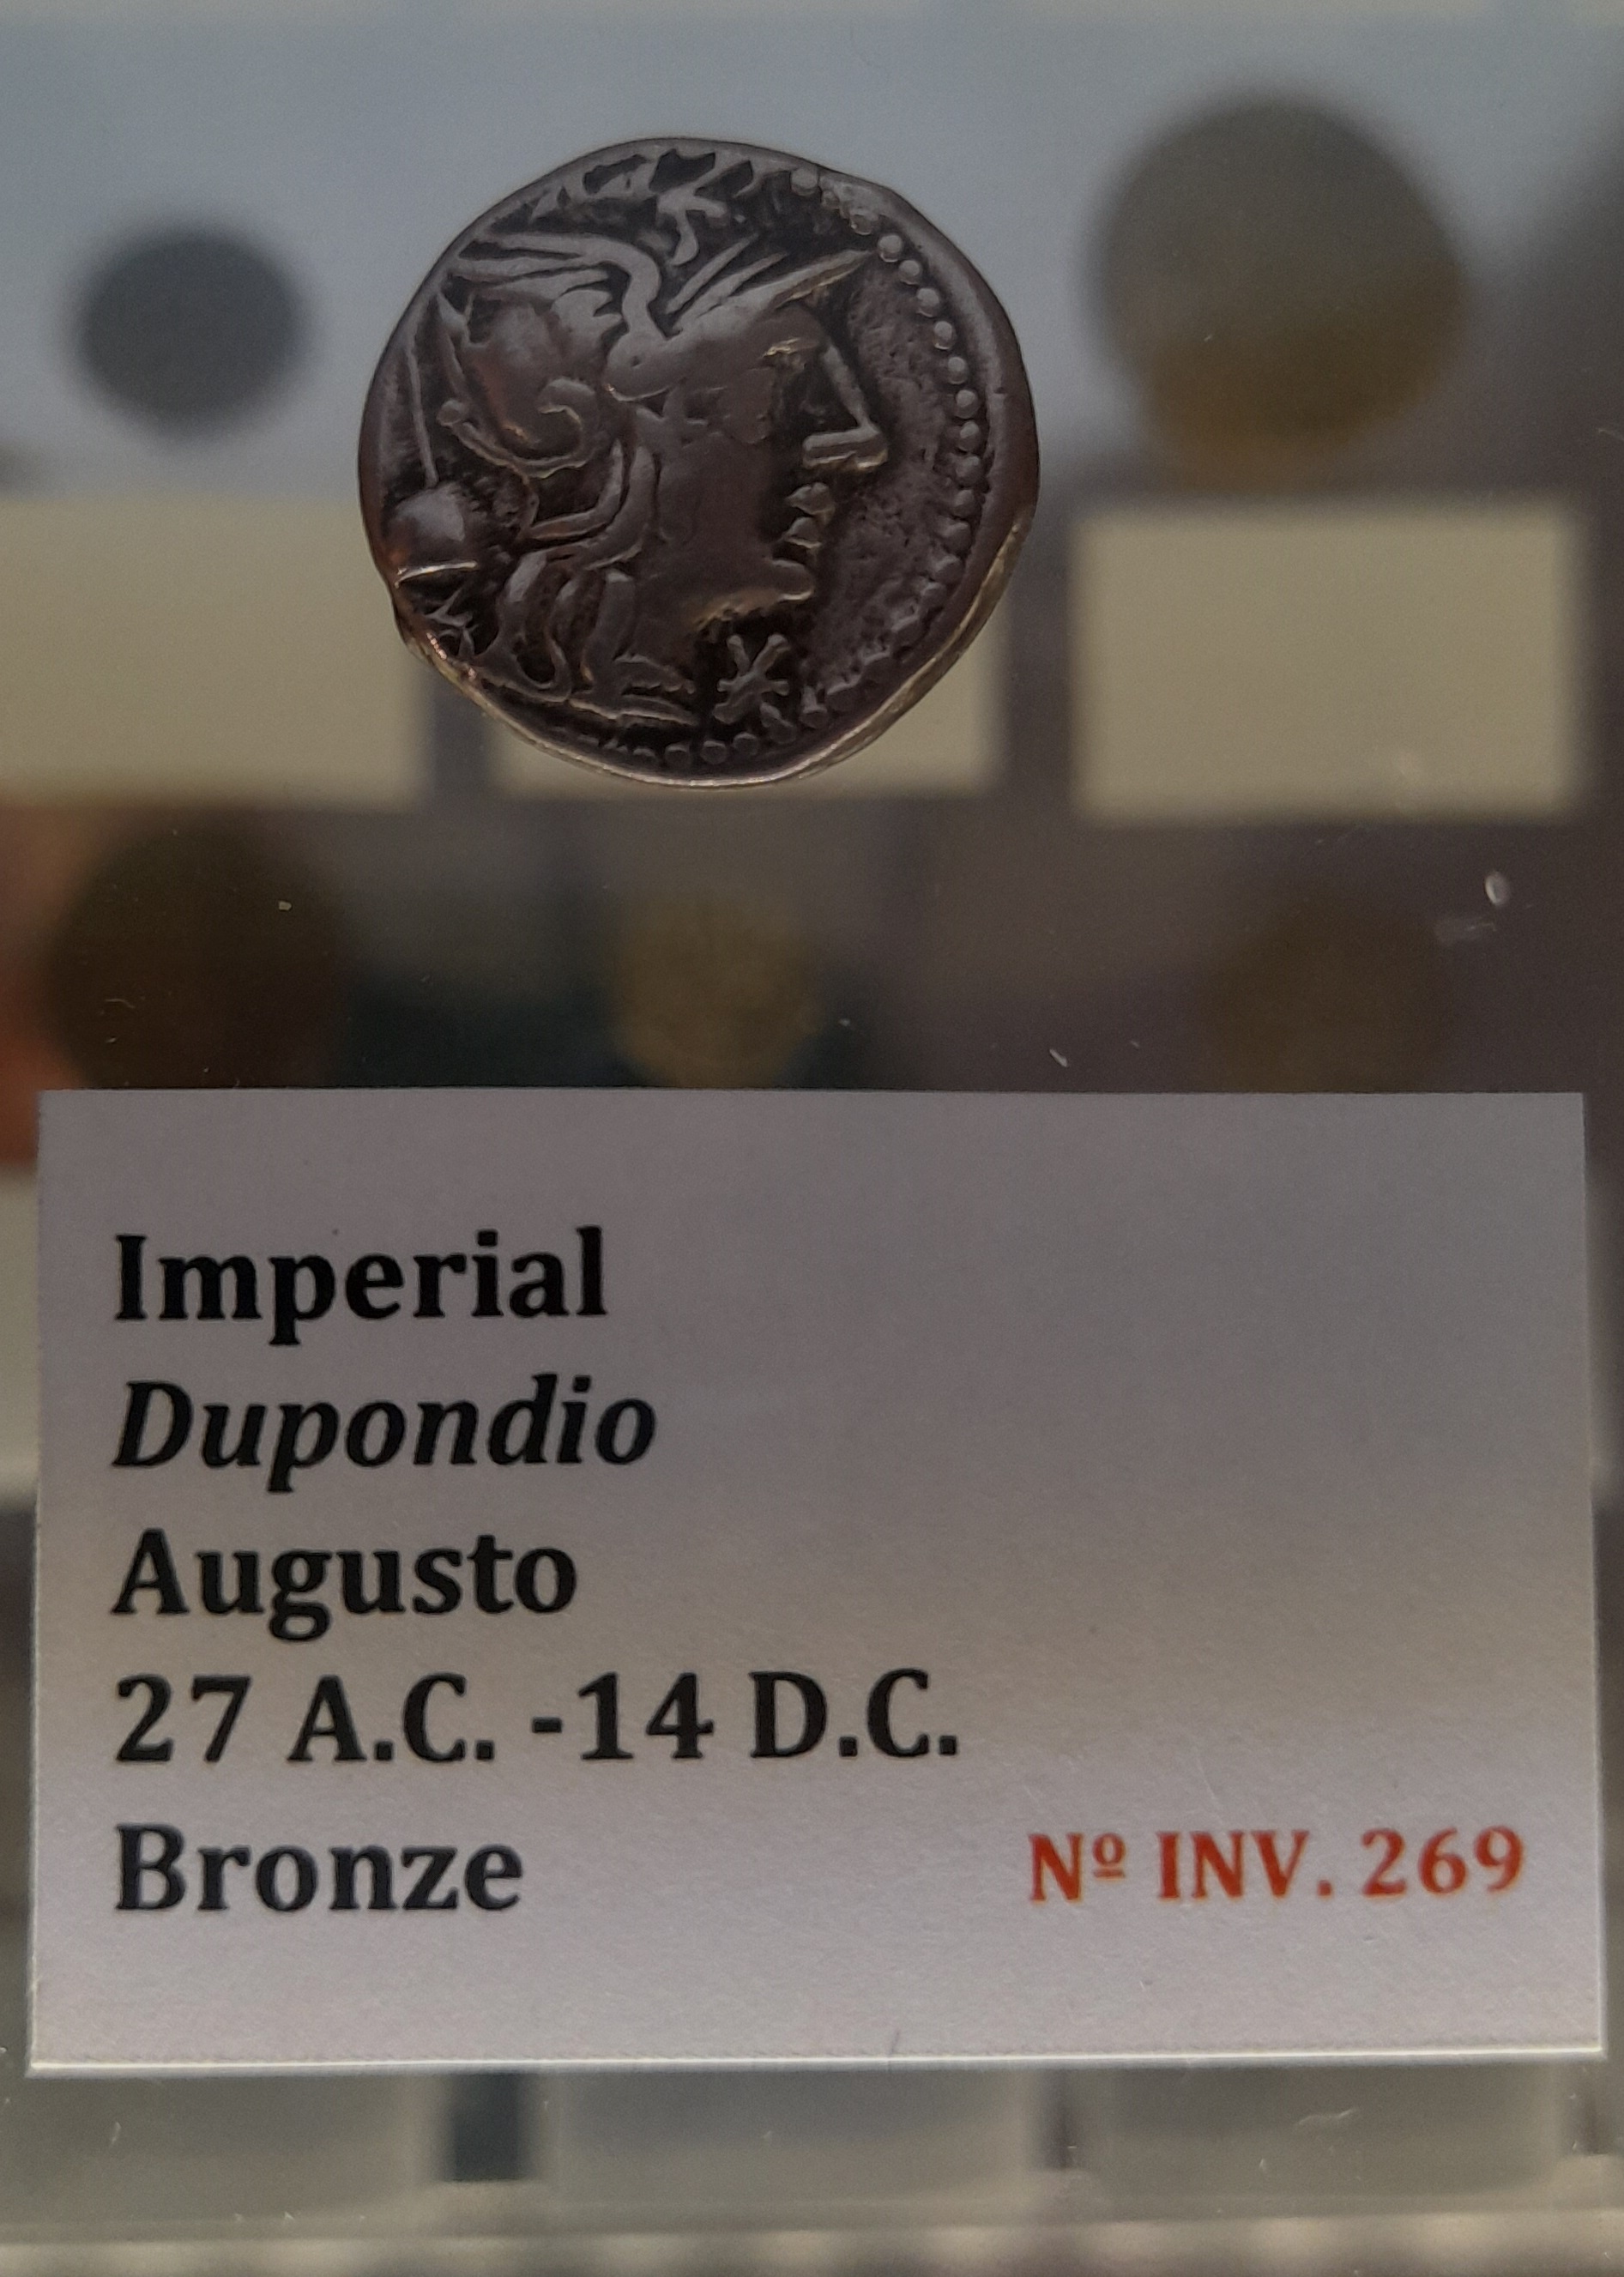 Imperial
Dupondio
Augusto
27 A.C. -14 D.C.
Bronze
Nº INV. 269